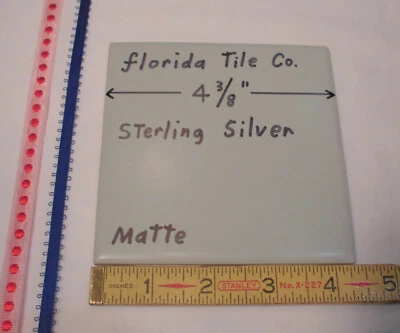 florida Tile Co.
4 3/8"
Sterling Silver
Matte
INCHES 1 2 STANLEY 3 No. X-227 4 5